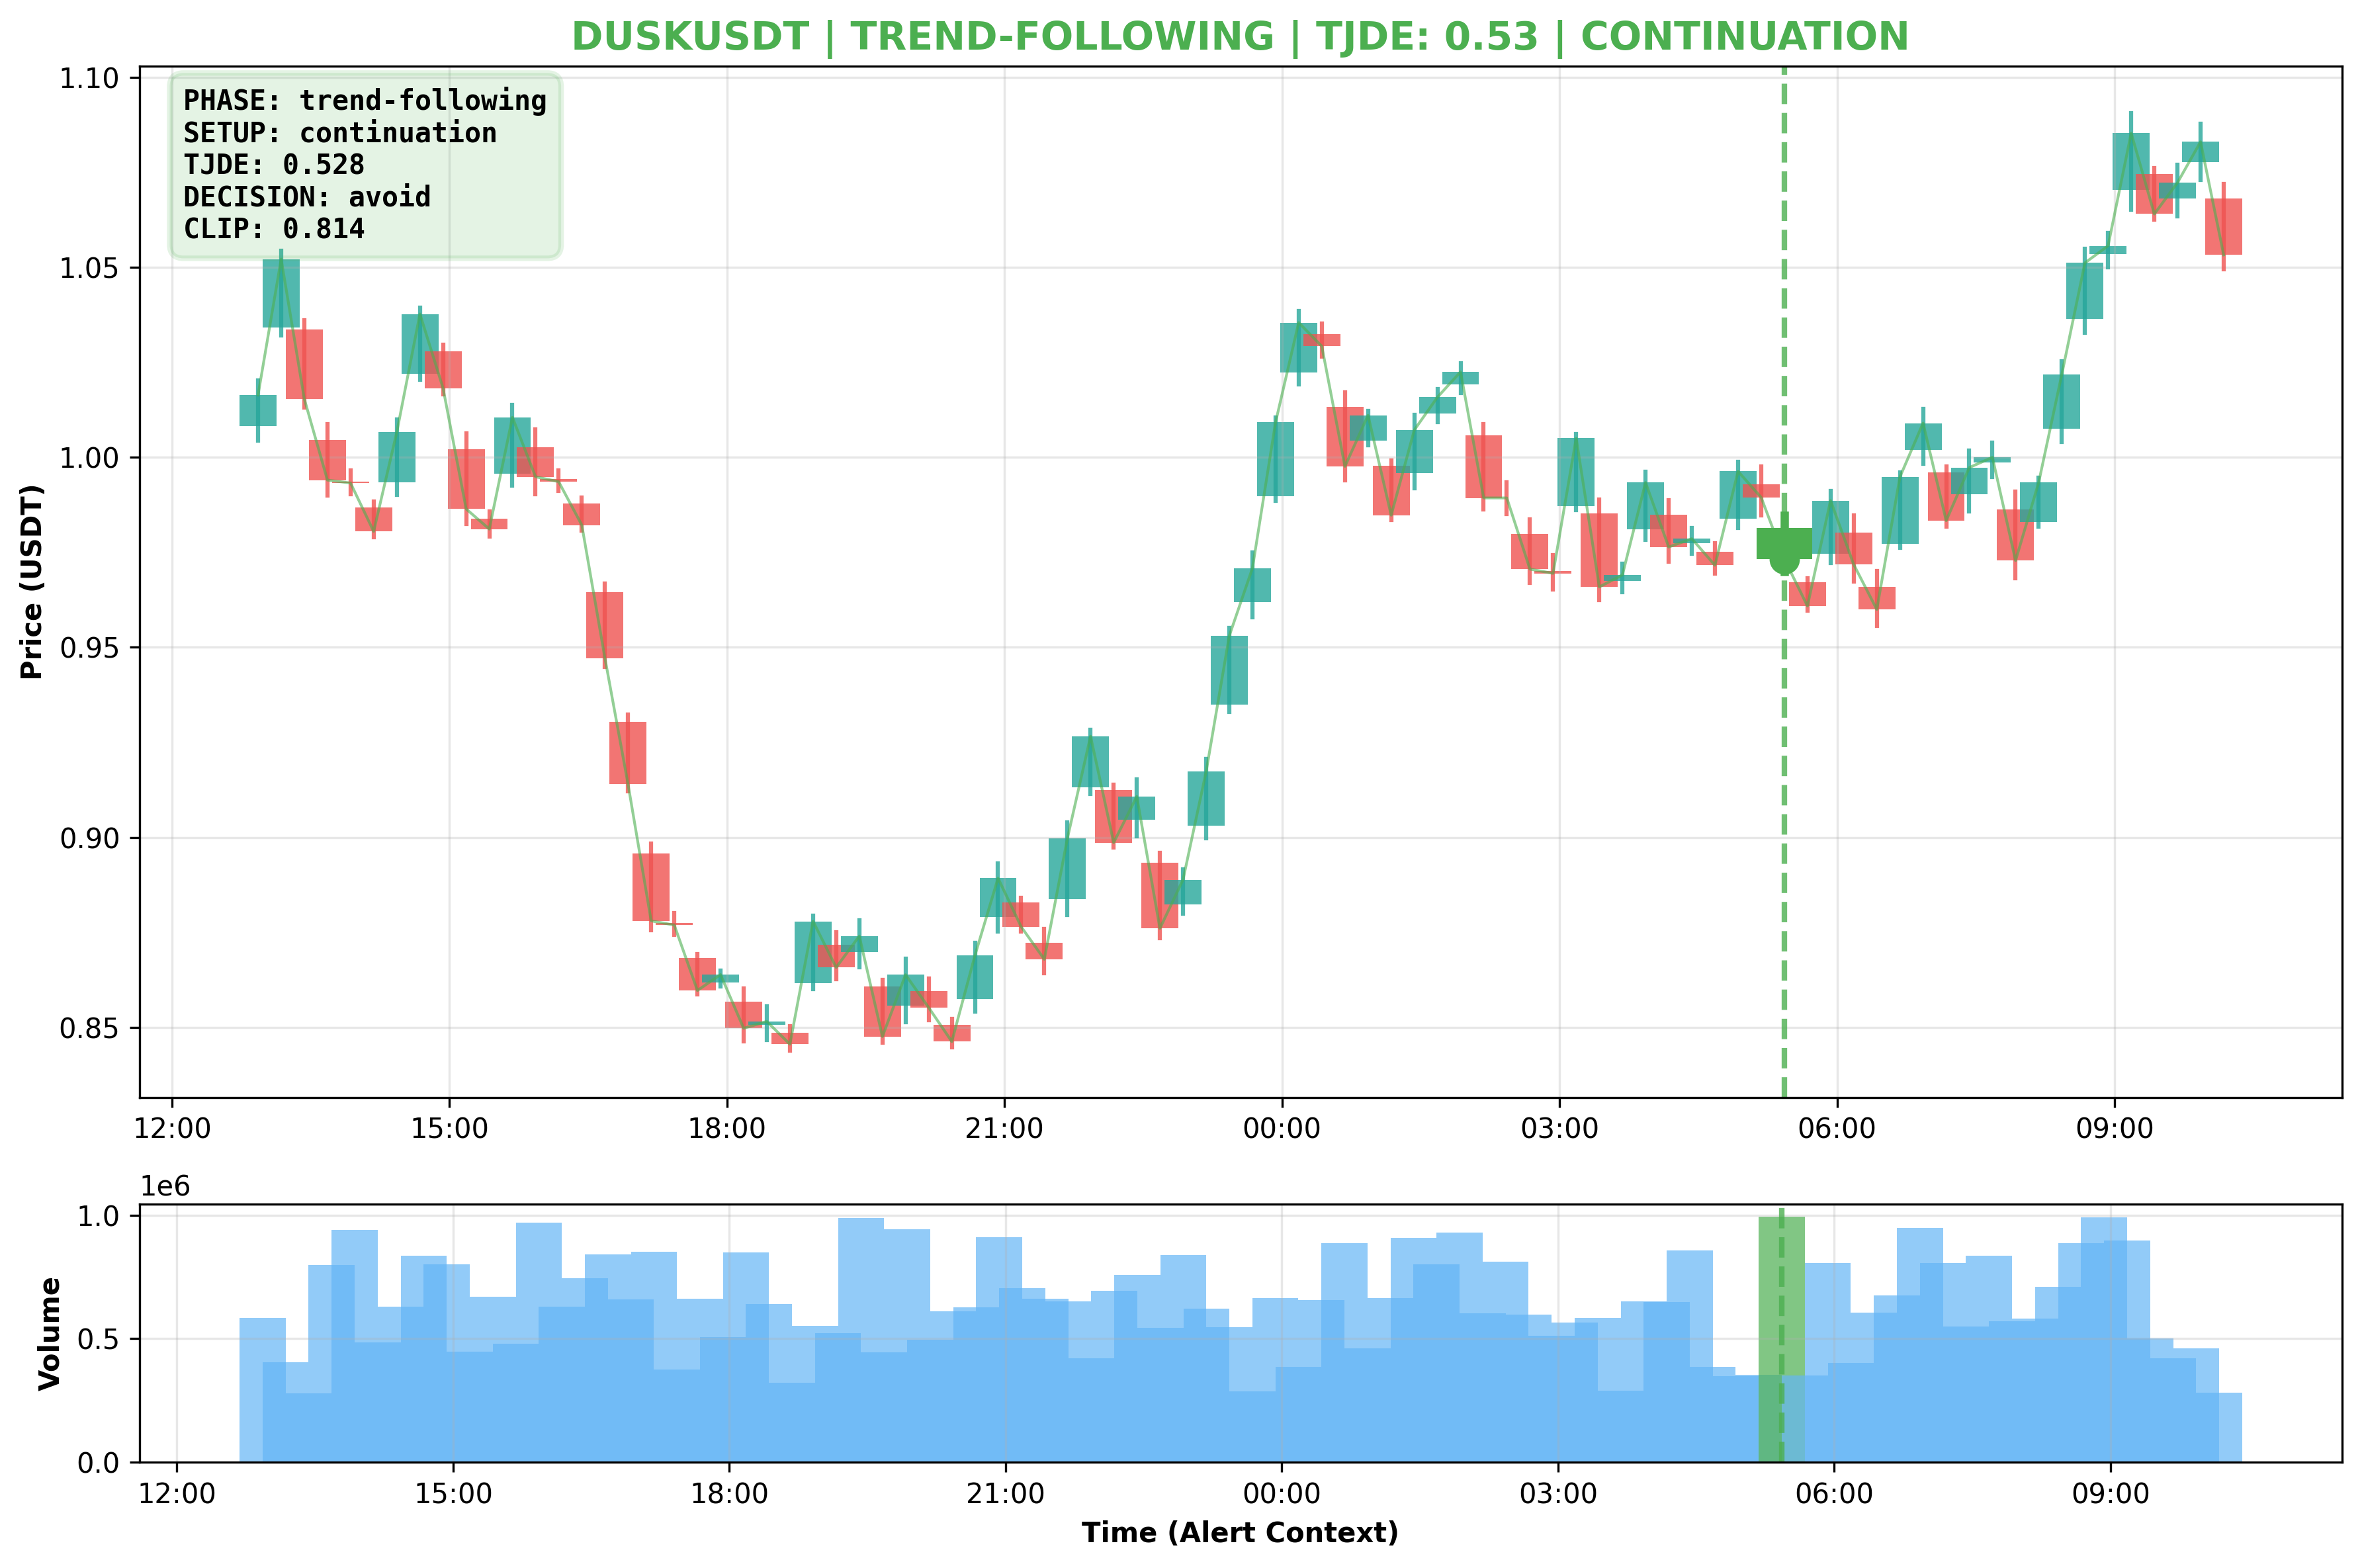 DUSKUSDT | TREND-FOLLOWING | TJDE: 0.53 | CONTINUATION
PHASE: trend-following
SETUP: continuation
TJDE: 0.528
DECISION: avoid
CLIP: 0.814
Price (USDT)
1.10
1.05
1.00
0.95
0.90
0.85
12:00 15:00 18:00 21:00 00:00 03:00 06:00 09:00
1e6
Volume
1.0
0.5
0.0
12:00 15:00 18:00 21:00 00:00 03:00 06:00 09:00
Time (Alert Context)